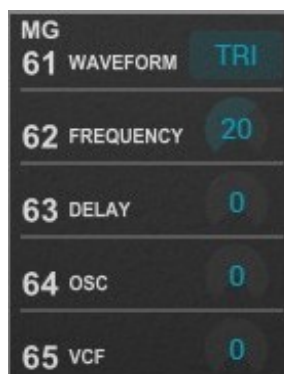 MG
61 WAVEFORM TRI
62 FREQUENCY 20
63 DELAY 0
64 OSC 0
65 VCF 0